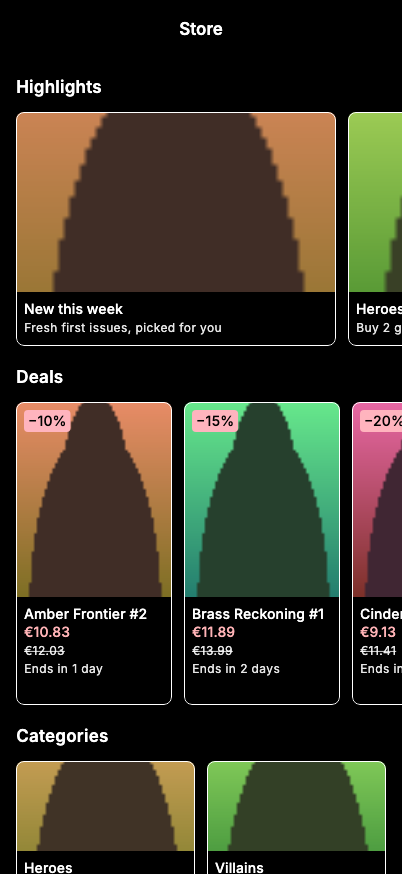 Store
Highlights
New this week
Fresh first issues, picked for you
Heroes
Buy 2 g
Deals
−10%
Amber Frontier #2
€10.83
€12.03
Ends in 1 day
−15%
Brass Reckoning #1
€11.89
€13.99
Ends in 2 days
−20%
Cinder
€9.13
€11.41
Ends in
Categories
Heroes
Villains